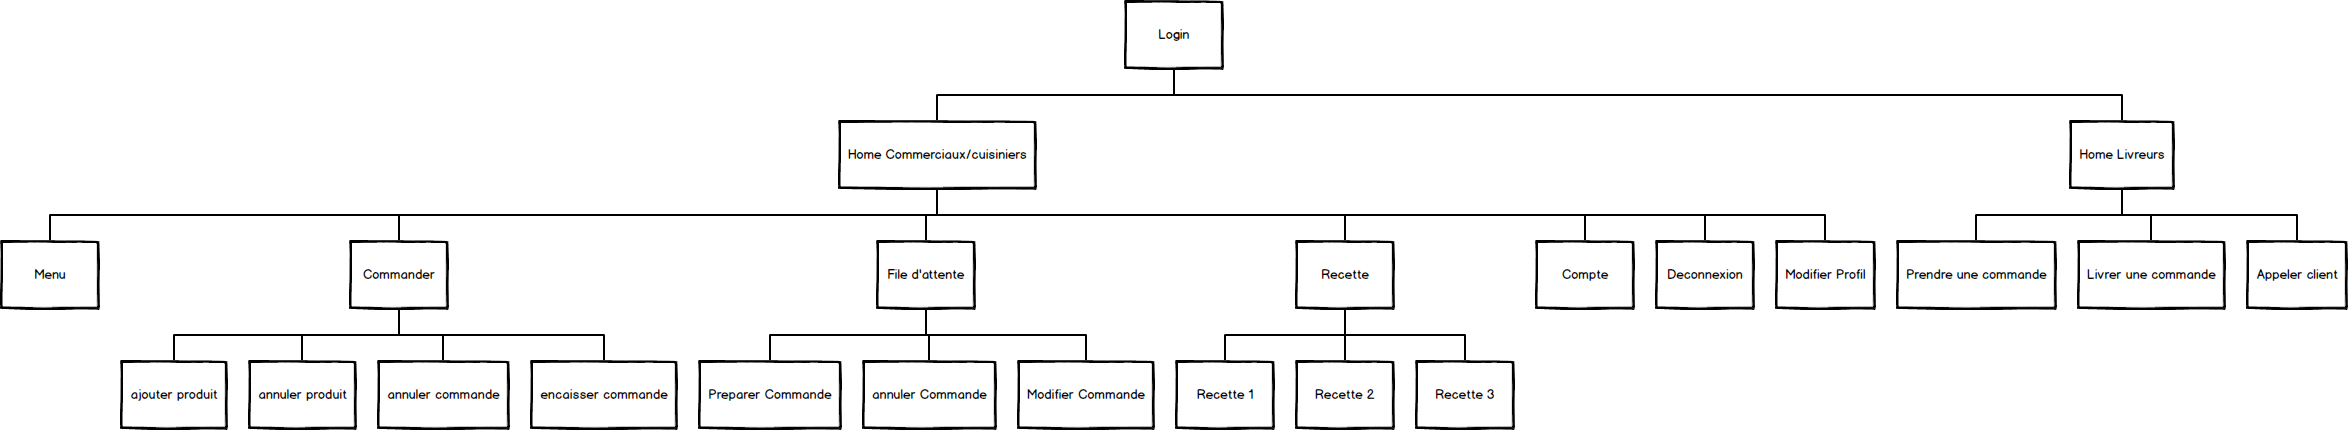 Login
Home Commerciaux/cuisiniers
Home Livreurs
Menu
Commander
File d'attente
Recette
Compte
Deconnexion
Modifier Profil
Prendre une commande
Livrer une commande
Appeler client
ajouter produit
annuler produit
annuler commande
encaisser commande
Preparer Commande
annuler Commande
Modifier Commande
Recette 1
Recette 2
Recette 3